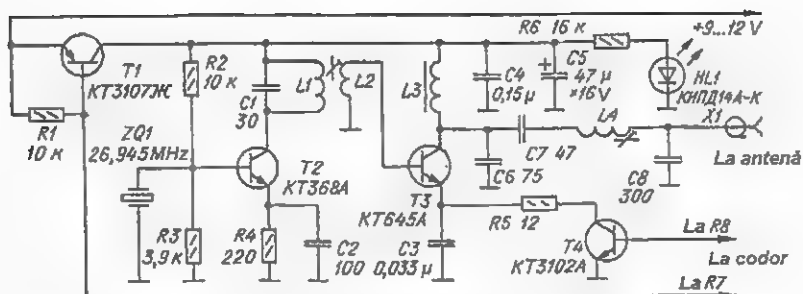 R6 16 к
+9...12 V
T1
КТ3107Ж
R2
10 к
C1
30
L1
L2
L3
C4
0,15 µ
C5
47 µ
×16 V
HL1
КИПД14А-К
X1
L4
R1
10 к
ZQ1
26,945 MHz
T2
КТ368А
C7 47
C6 75
C8
300
La antenă
T3
КТ645А
R3
3,9 к
R4
220
C2
100
C3
0,033 µ
R5 12
T4
КТ3102А
La R8
La codor
La R7